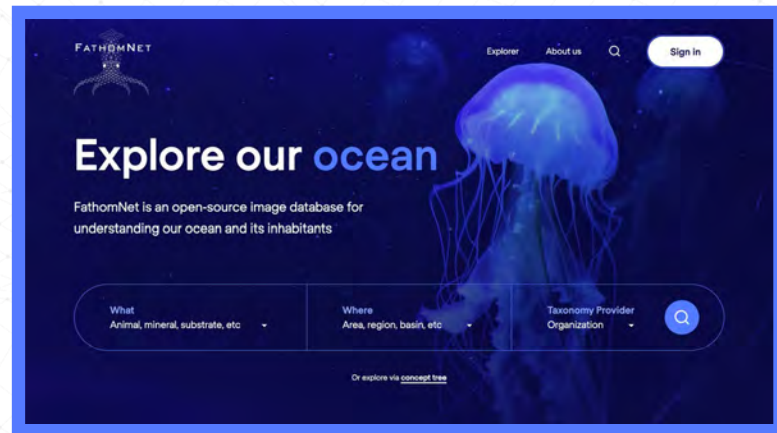 FATHOMNET
Explorer
About us
Sign in
Explore our ocean
FathomNet is an open-source image database for
understanding our ocean and its inhabitants
What
Animal, mineral, substrate, etc
Where
Area, region, basin, etc
Taxonomy Provider
Organization
Or explore via concept tree